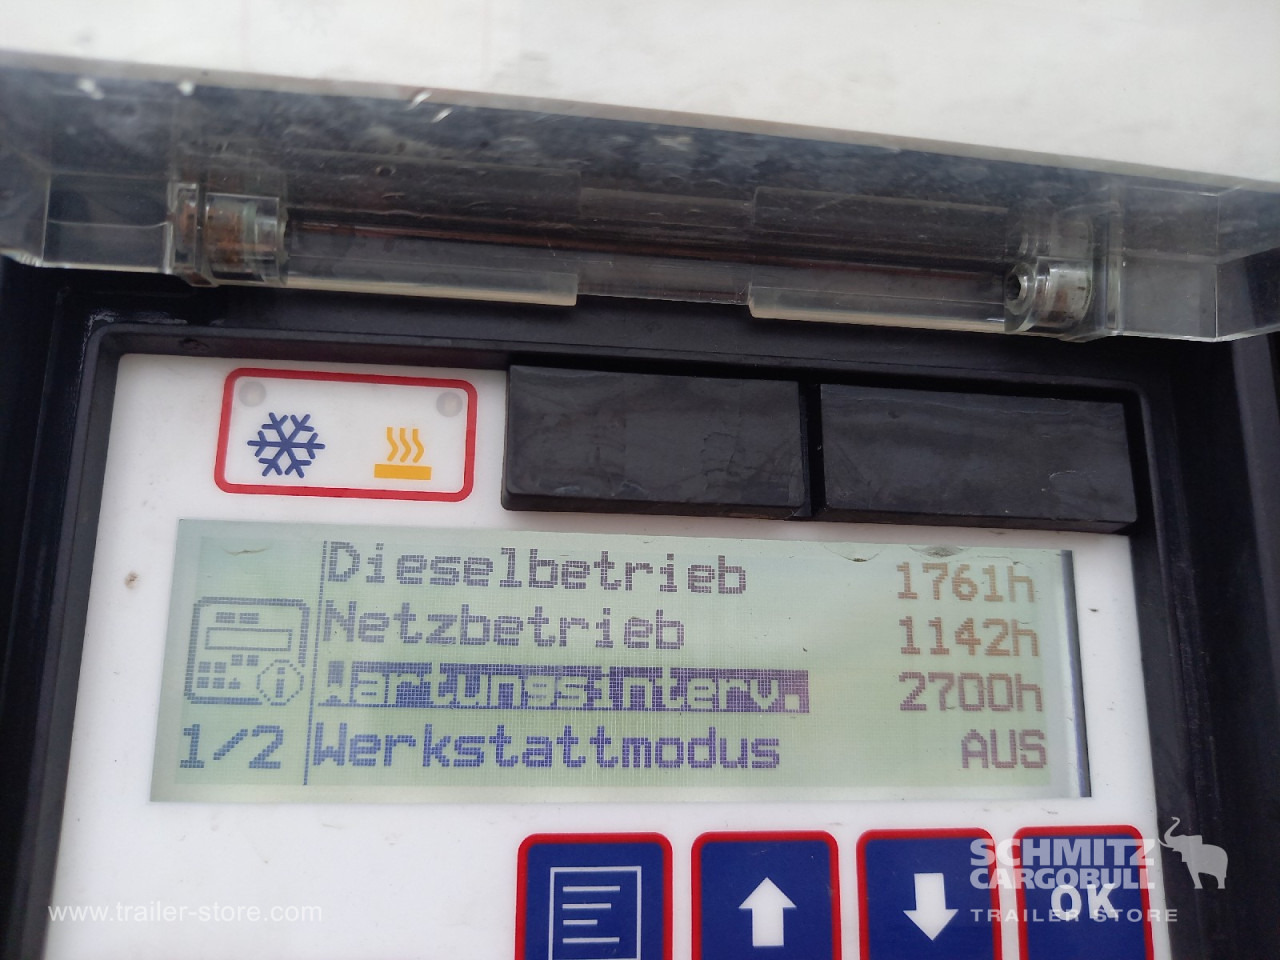 Dieselbetrieb 1761h
Netzbetrieb 1142h
Wartungsinterv. 2700h
1/2 Werkstattmodus AUS
OK
SCHMITZ
CARGOBULL
TRAILER STORE
www.trailer-store.com